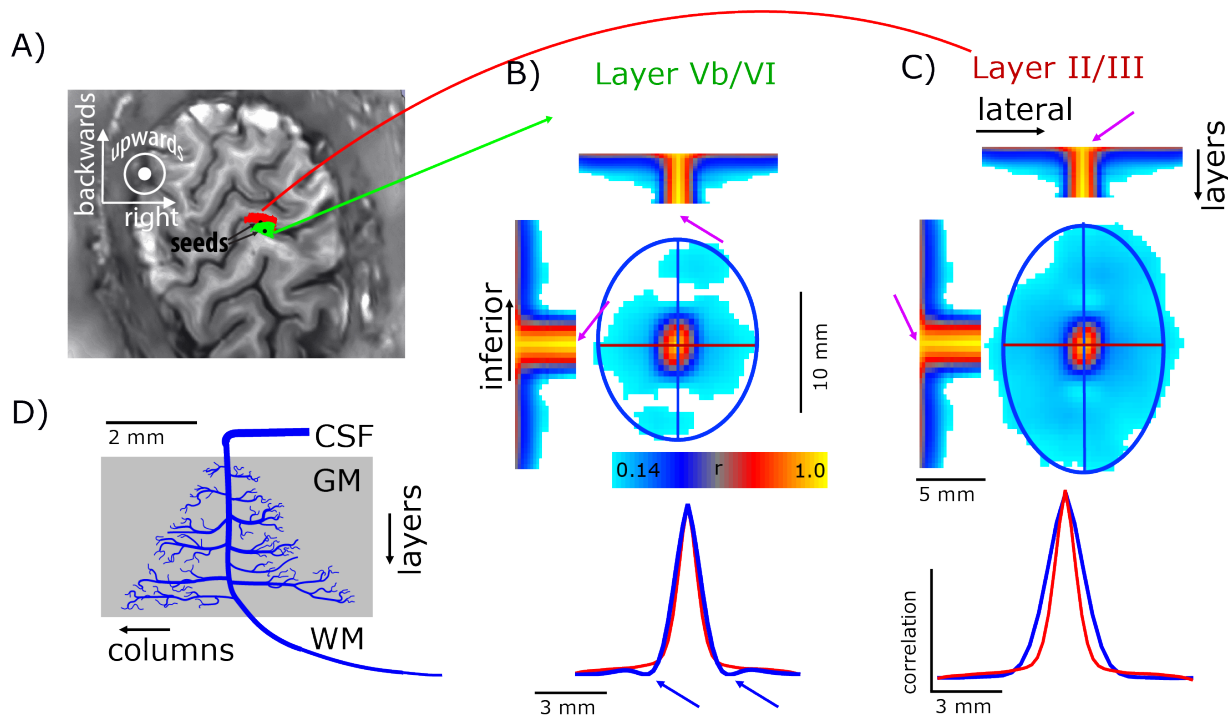 A)
backwards
upwards
right
seeds
B)
Layer Vb/VI
inferior
10 mm
0.14 r 1.0
3 mm
C)
Layer II/III
lateral
layers
5 mm
correlation
3 mm
D)
2 mm
CSF
GM
layers
WM
columns